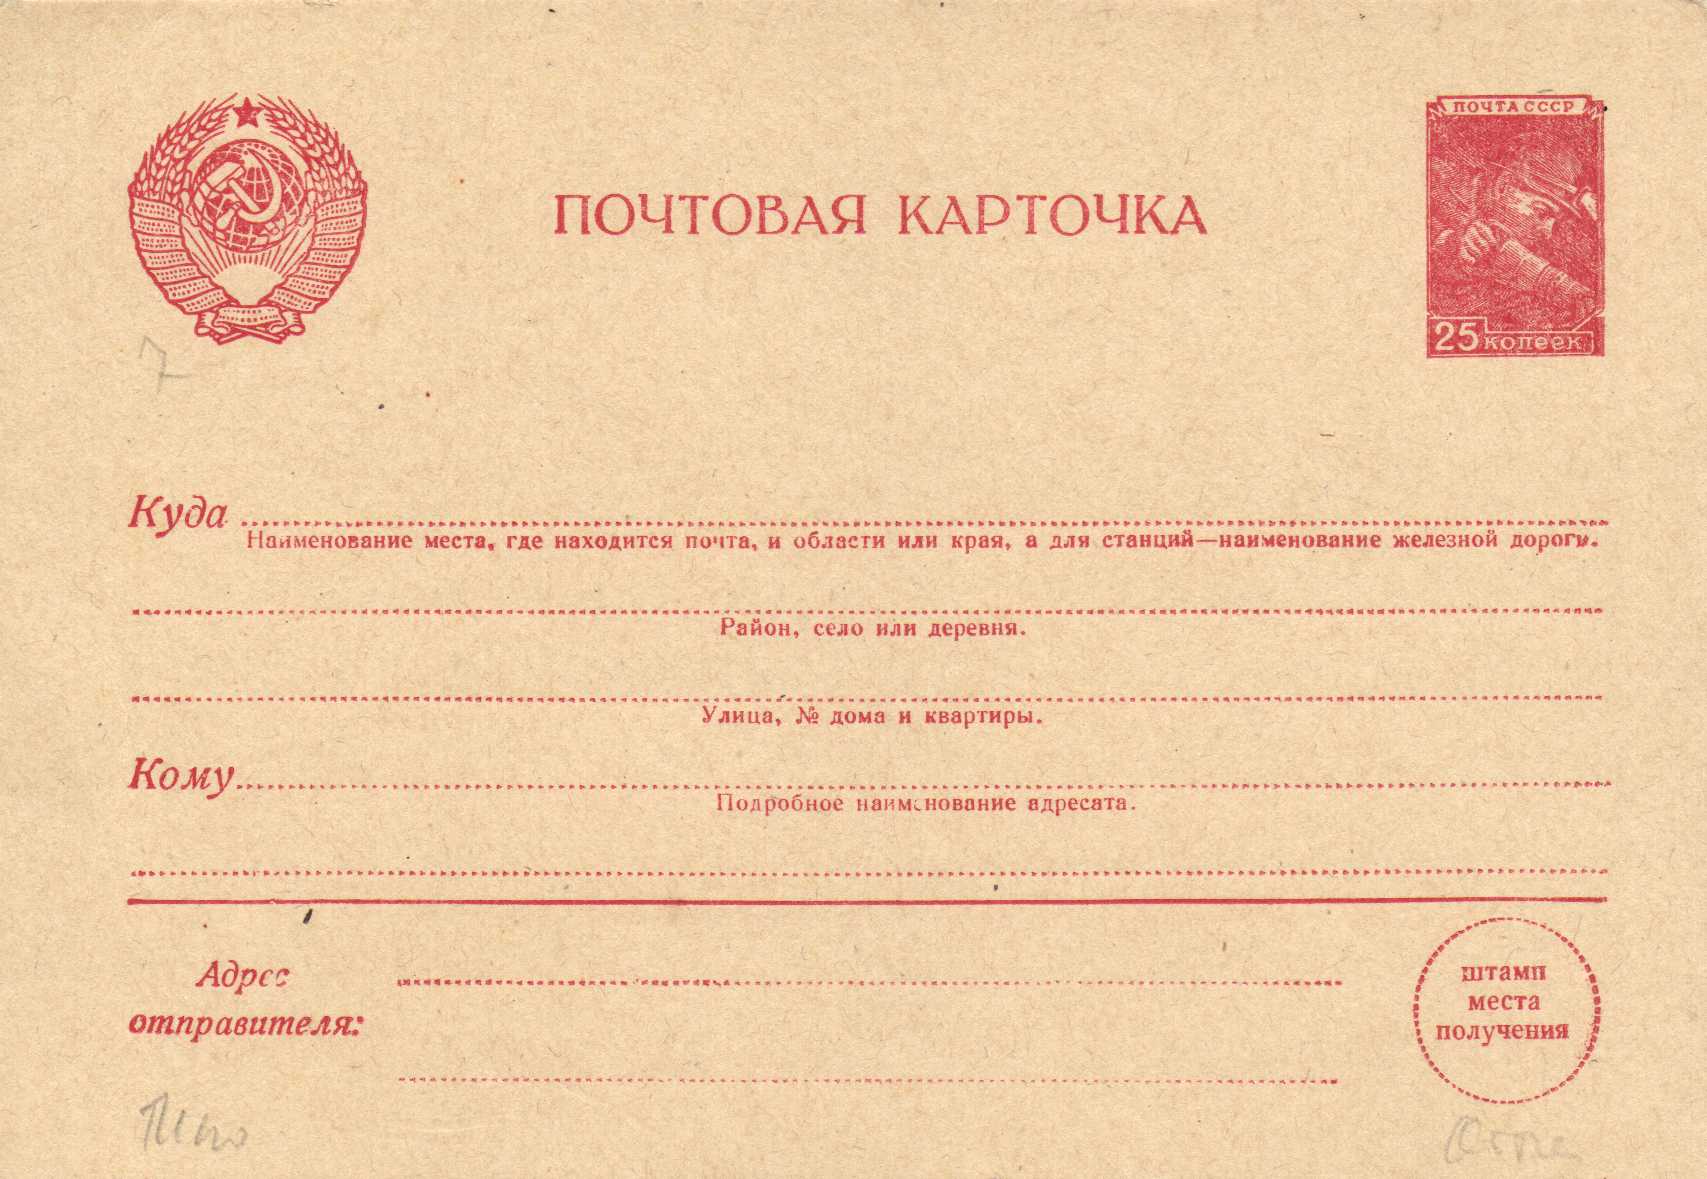 ПОЧТА СССР
ПОЧТОВАЯ КАРТОЧКА
25 копеек
Куда
Наименование места, где находится почта, и области или края, а для станций—наименование железной дороги.
Район, село или деревня.
Улица, № дома и квартиры.
Кому
Подробное наименование адресата.
Адрес
отправителя:
штамп
места
получения
7